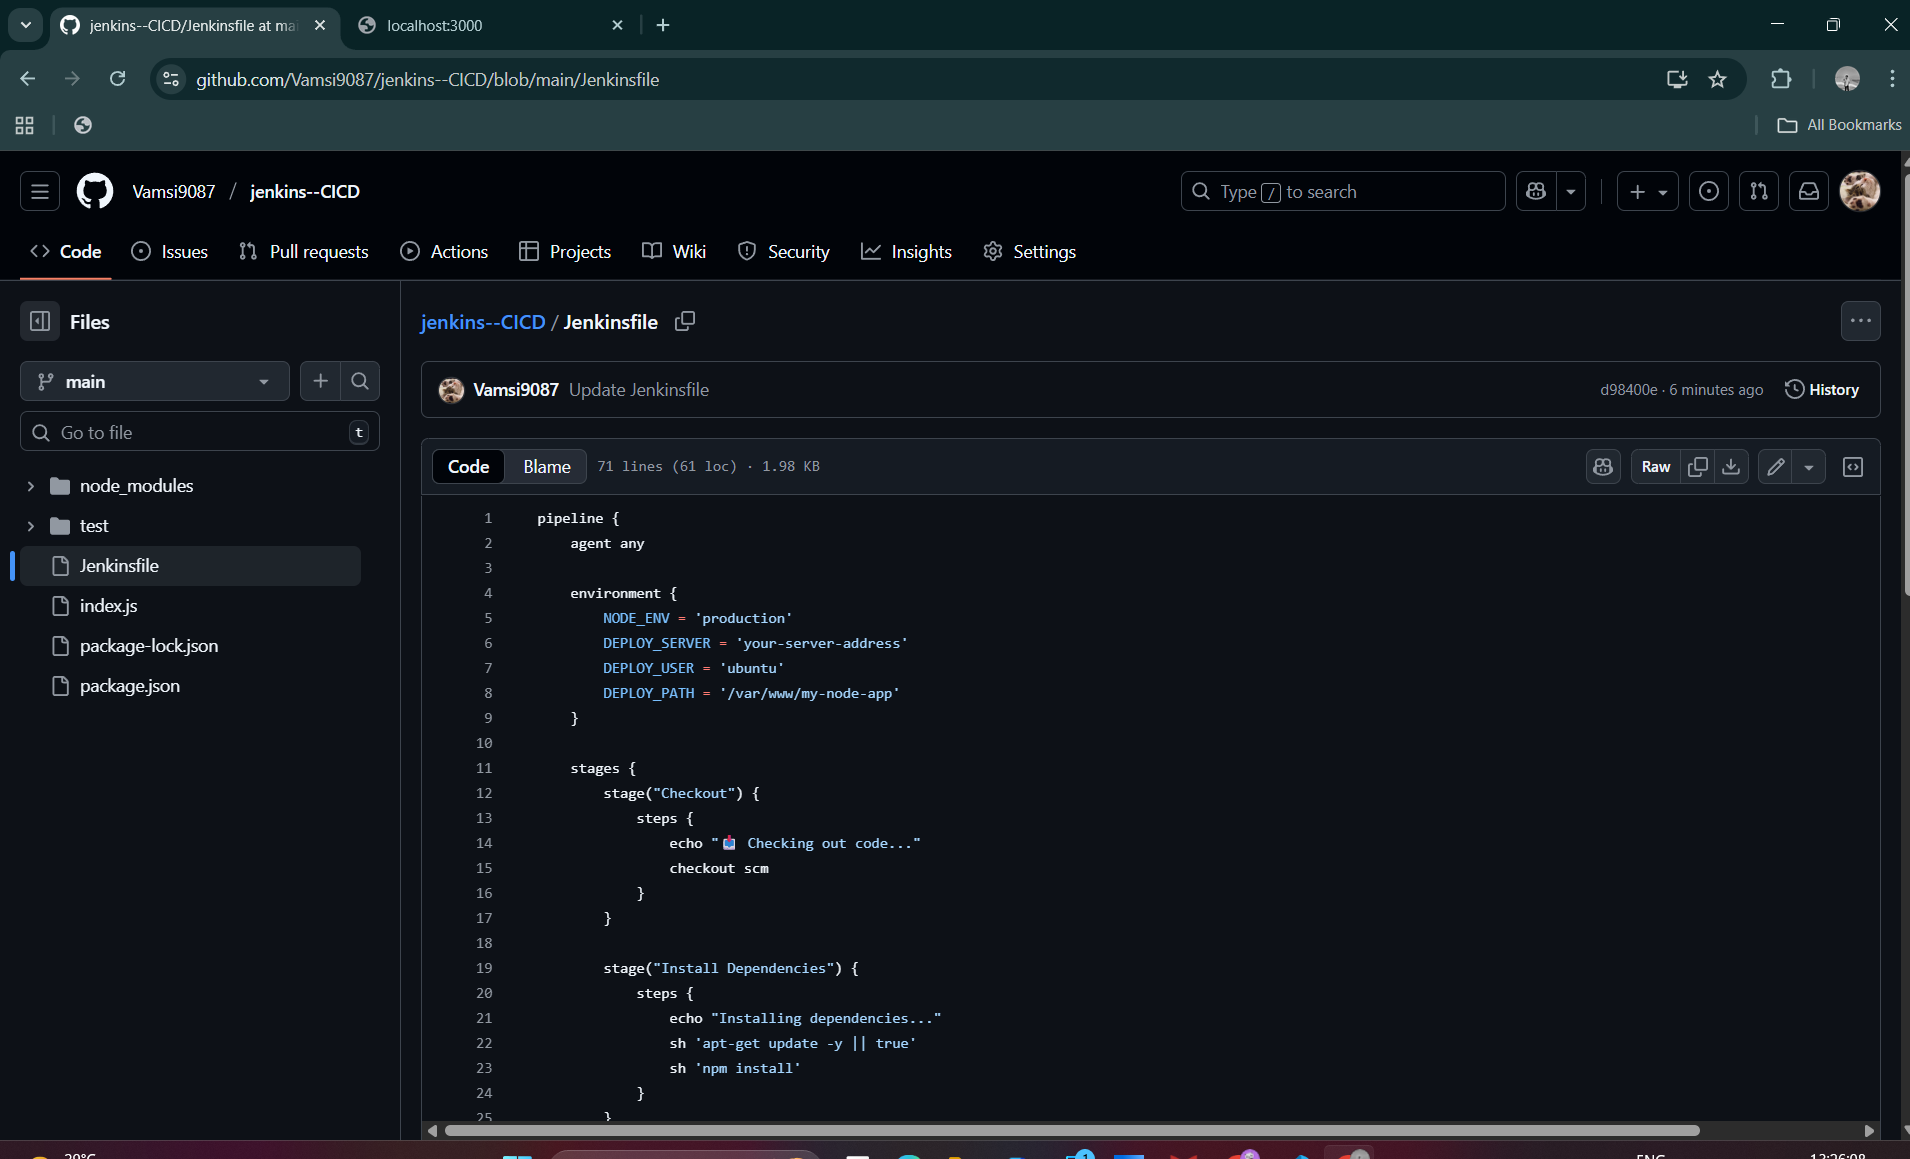 jenkins--CICD/Jenkinsfile at mai
localhost:3000
github.com/Vamsi9087/jenkins--CICD/blob/main/Jenkinsfile
All Bookmarks
Vamsi9087 / jenkins--CICD
Type / to search
Code
Issues
Pull requests
Actions
Projects
Wiki
Security
Insights
Settings
Files
main
Go to file
t
node_modules
test
Jenkinsfile
index.js
package-lock.json
package.json
jenkins--CICD / Jenkinsfile
Vamsi9087 Update Jenkinsfile
d98400e · 6 minutes ago
History
Code
Blame
71 lines (61 loc) · 1.98 KB
Raw
1 pipeline {
2 agent any
3
4 environment {
5 NODE_ENV = 'production'
6 DEPLOY_SERVER = 'your-server-address'
7 DEPLOY_USER = 'ubuntu'
8 DEPLOY_PATH = '/var/www/my-node-app'
9 }
10
11 stages {
12 stage("Checkout") {
13 steps {
14 echo "📥 Checking out code..."
15 checkout scm
16 }
17 }
18
19 stage("Install Dependencies") {
20 steps {
21 echo "Installing dependencies..."
22 sh 'apt-get update -y || true'
23 sh 'npm install'
24 }
25 }